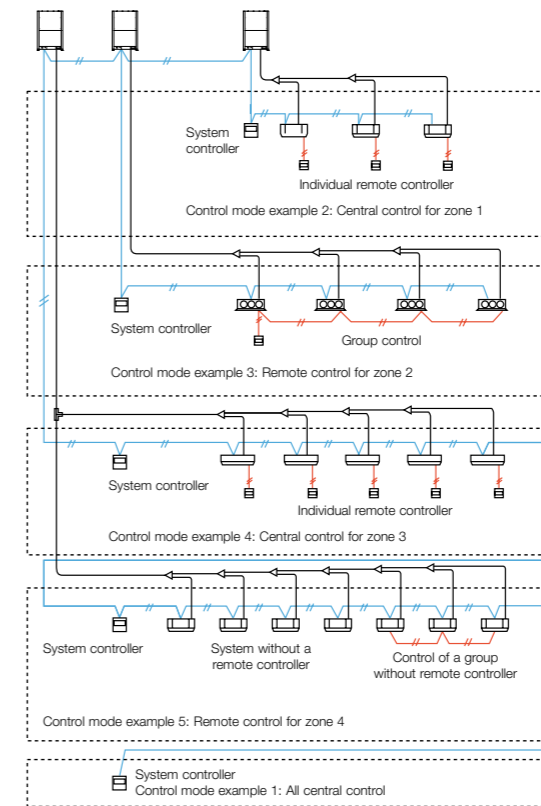 System
controller
Individual remote controller
Control mode example 2: Central control for zone 1
System controller
Group control
Control mode example 3: Remote control for zone 2
System controller
Individual remote controller
Control mode example 4: Central control for zone 3
System controller
System without a
remote controller
Control of a group
without remote controller
Control mode example 5: Remote control for zone 4
System controller
Control mode example 1: All central control